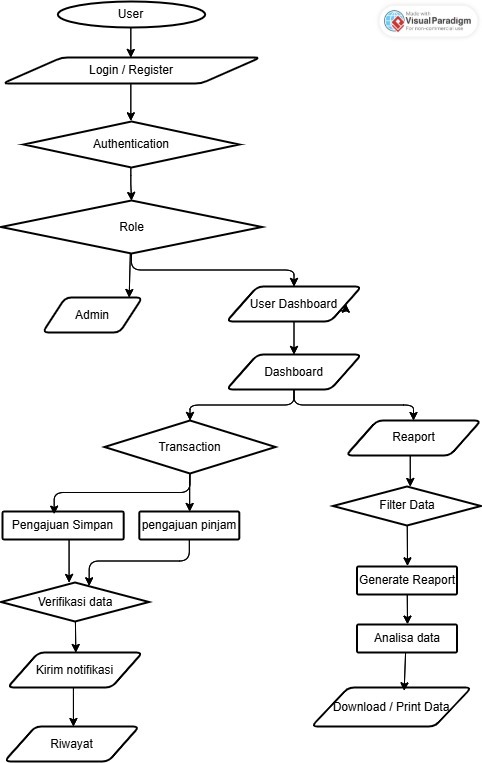 User
Made with
Visual Paradigm
For non-commercial use
Login / Register
Authentication
Role
Admin
User Dashboard
Dashboard
Transaction
Reaport
Pengajuan Simpan
pengajuan pinjam
Filter Data
Generate Reaport
Verifikasi data
Analisa data
Kirim notifikasi
Download / Print Data
Riwayat